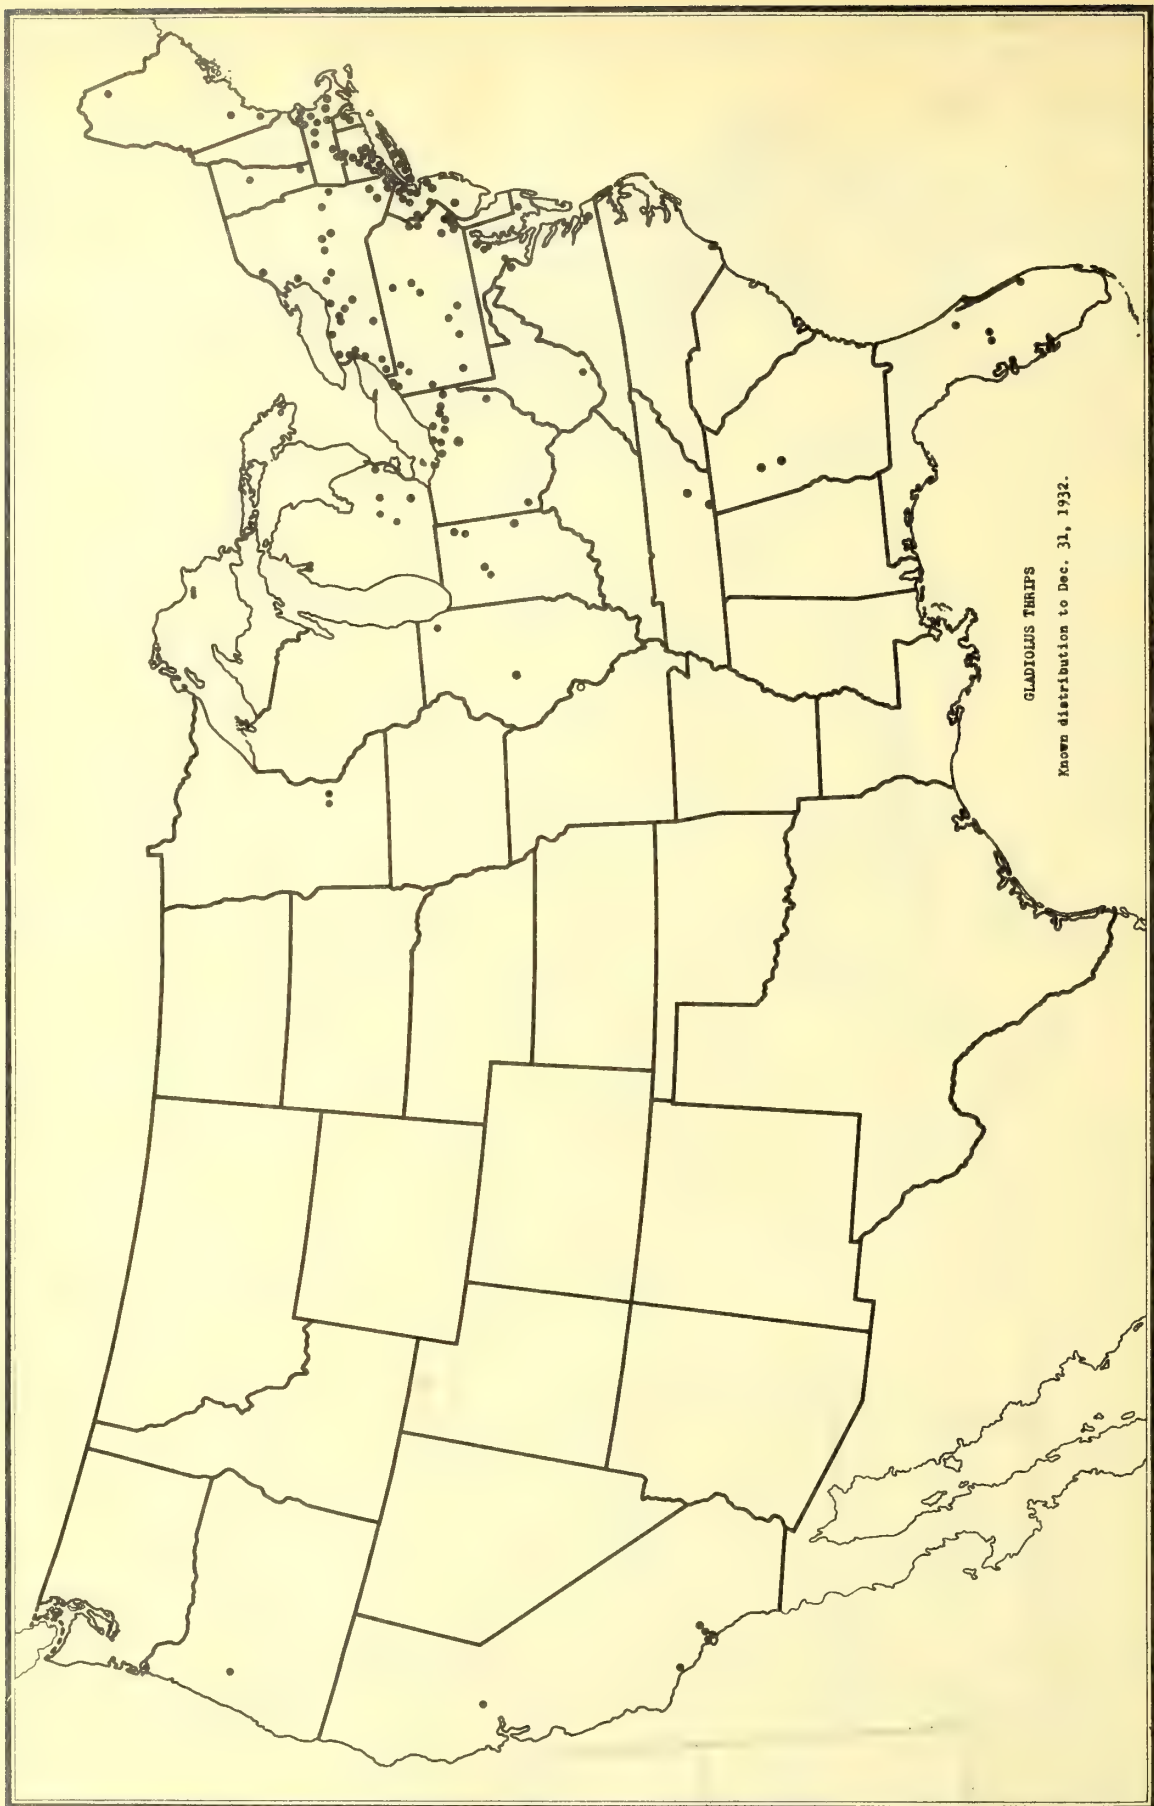 GLADIOLUS THRIPS
Known distribution to Dec. 31, 1932.